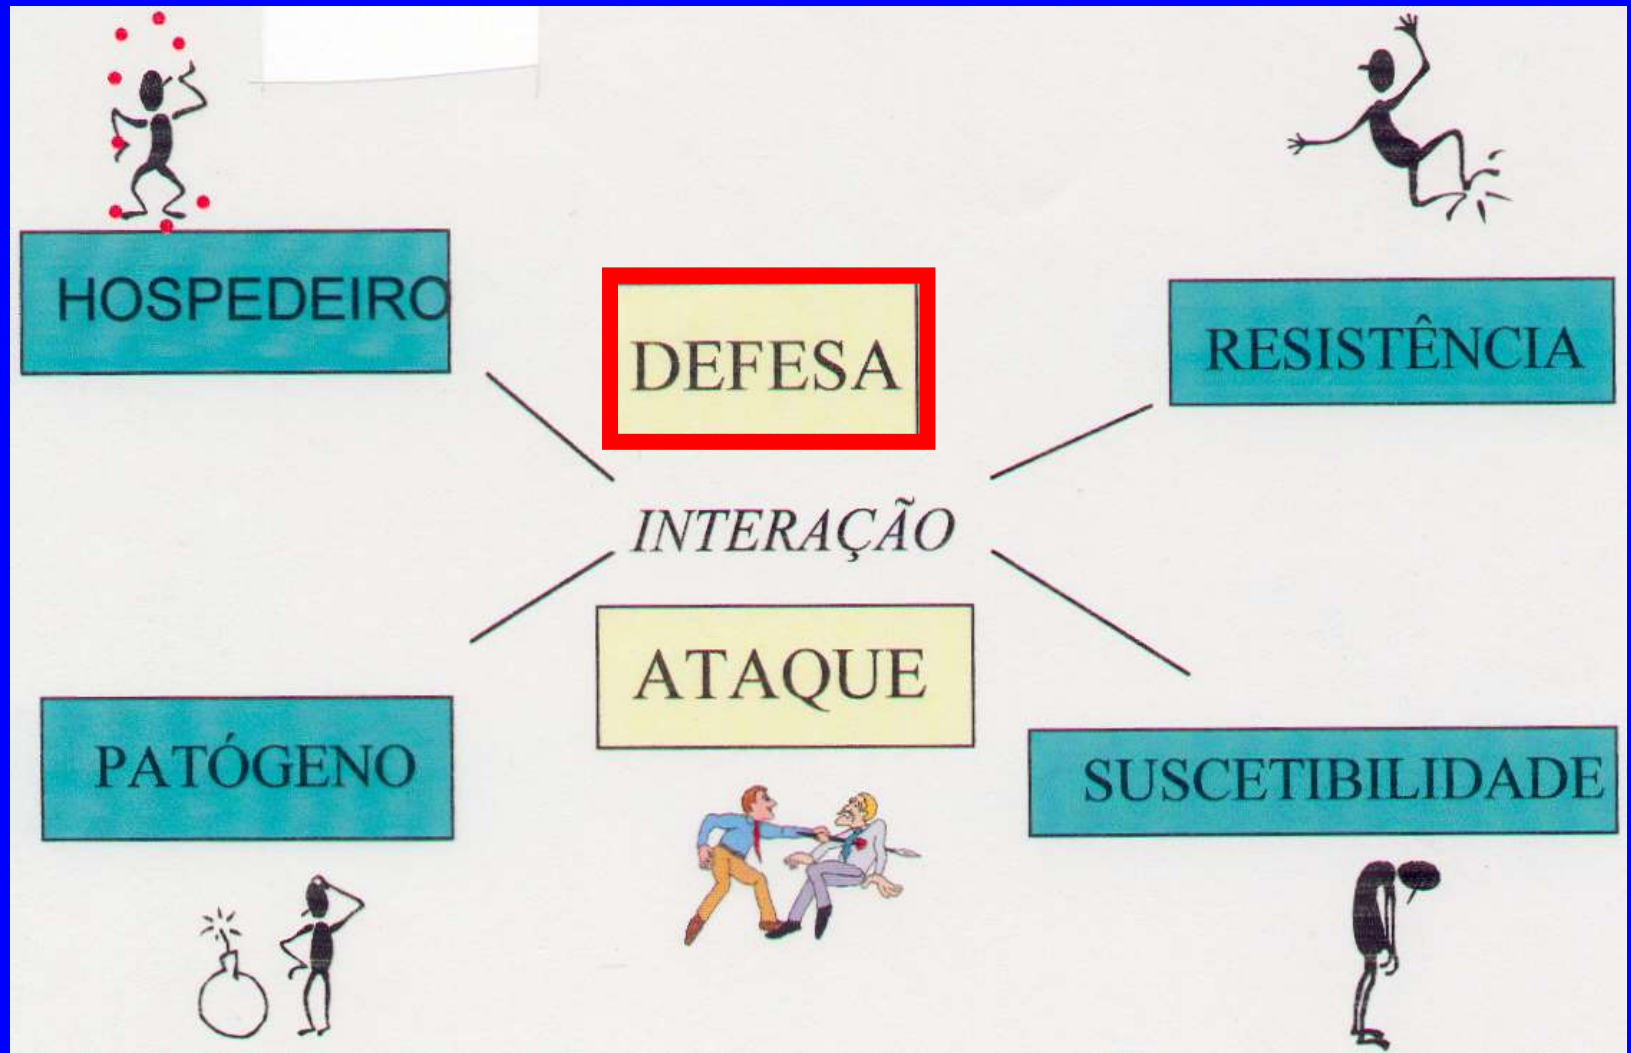 HOSPEDEIRO
DEFESA
RESISTÊNCIA
INTERAÇÃO
ATAQUE
PATÓGENO
SUSCETIBILIDADE